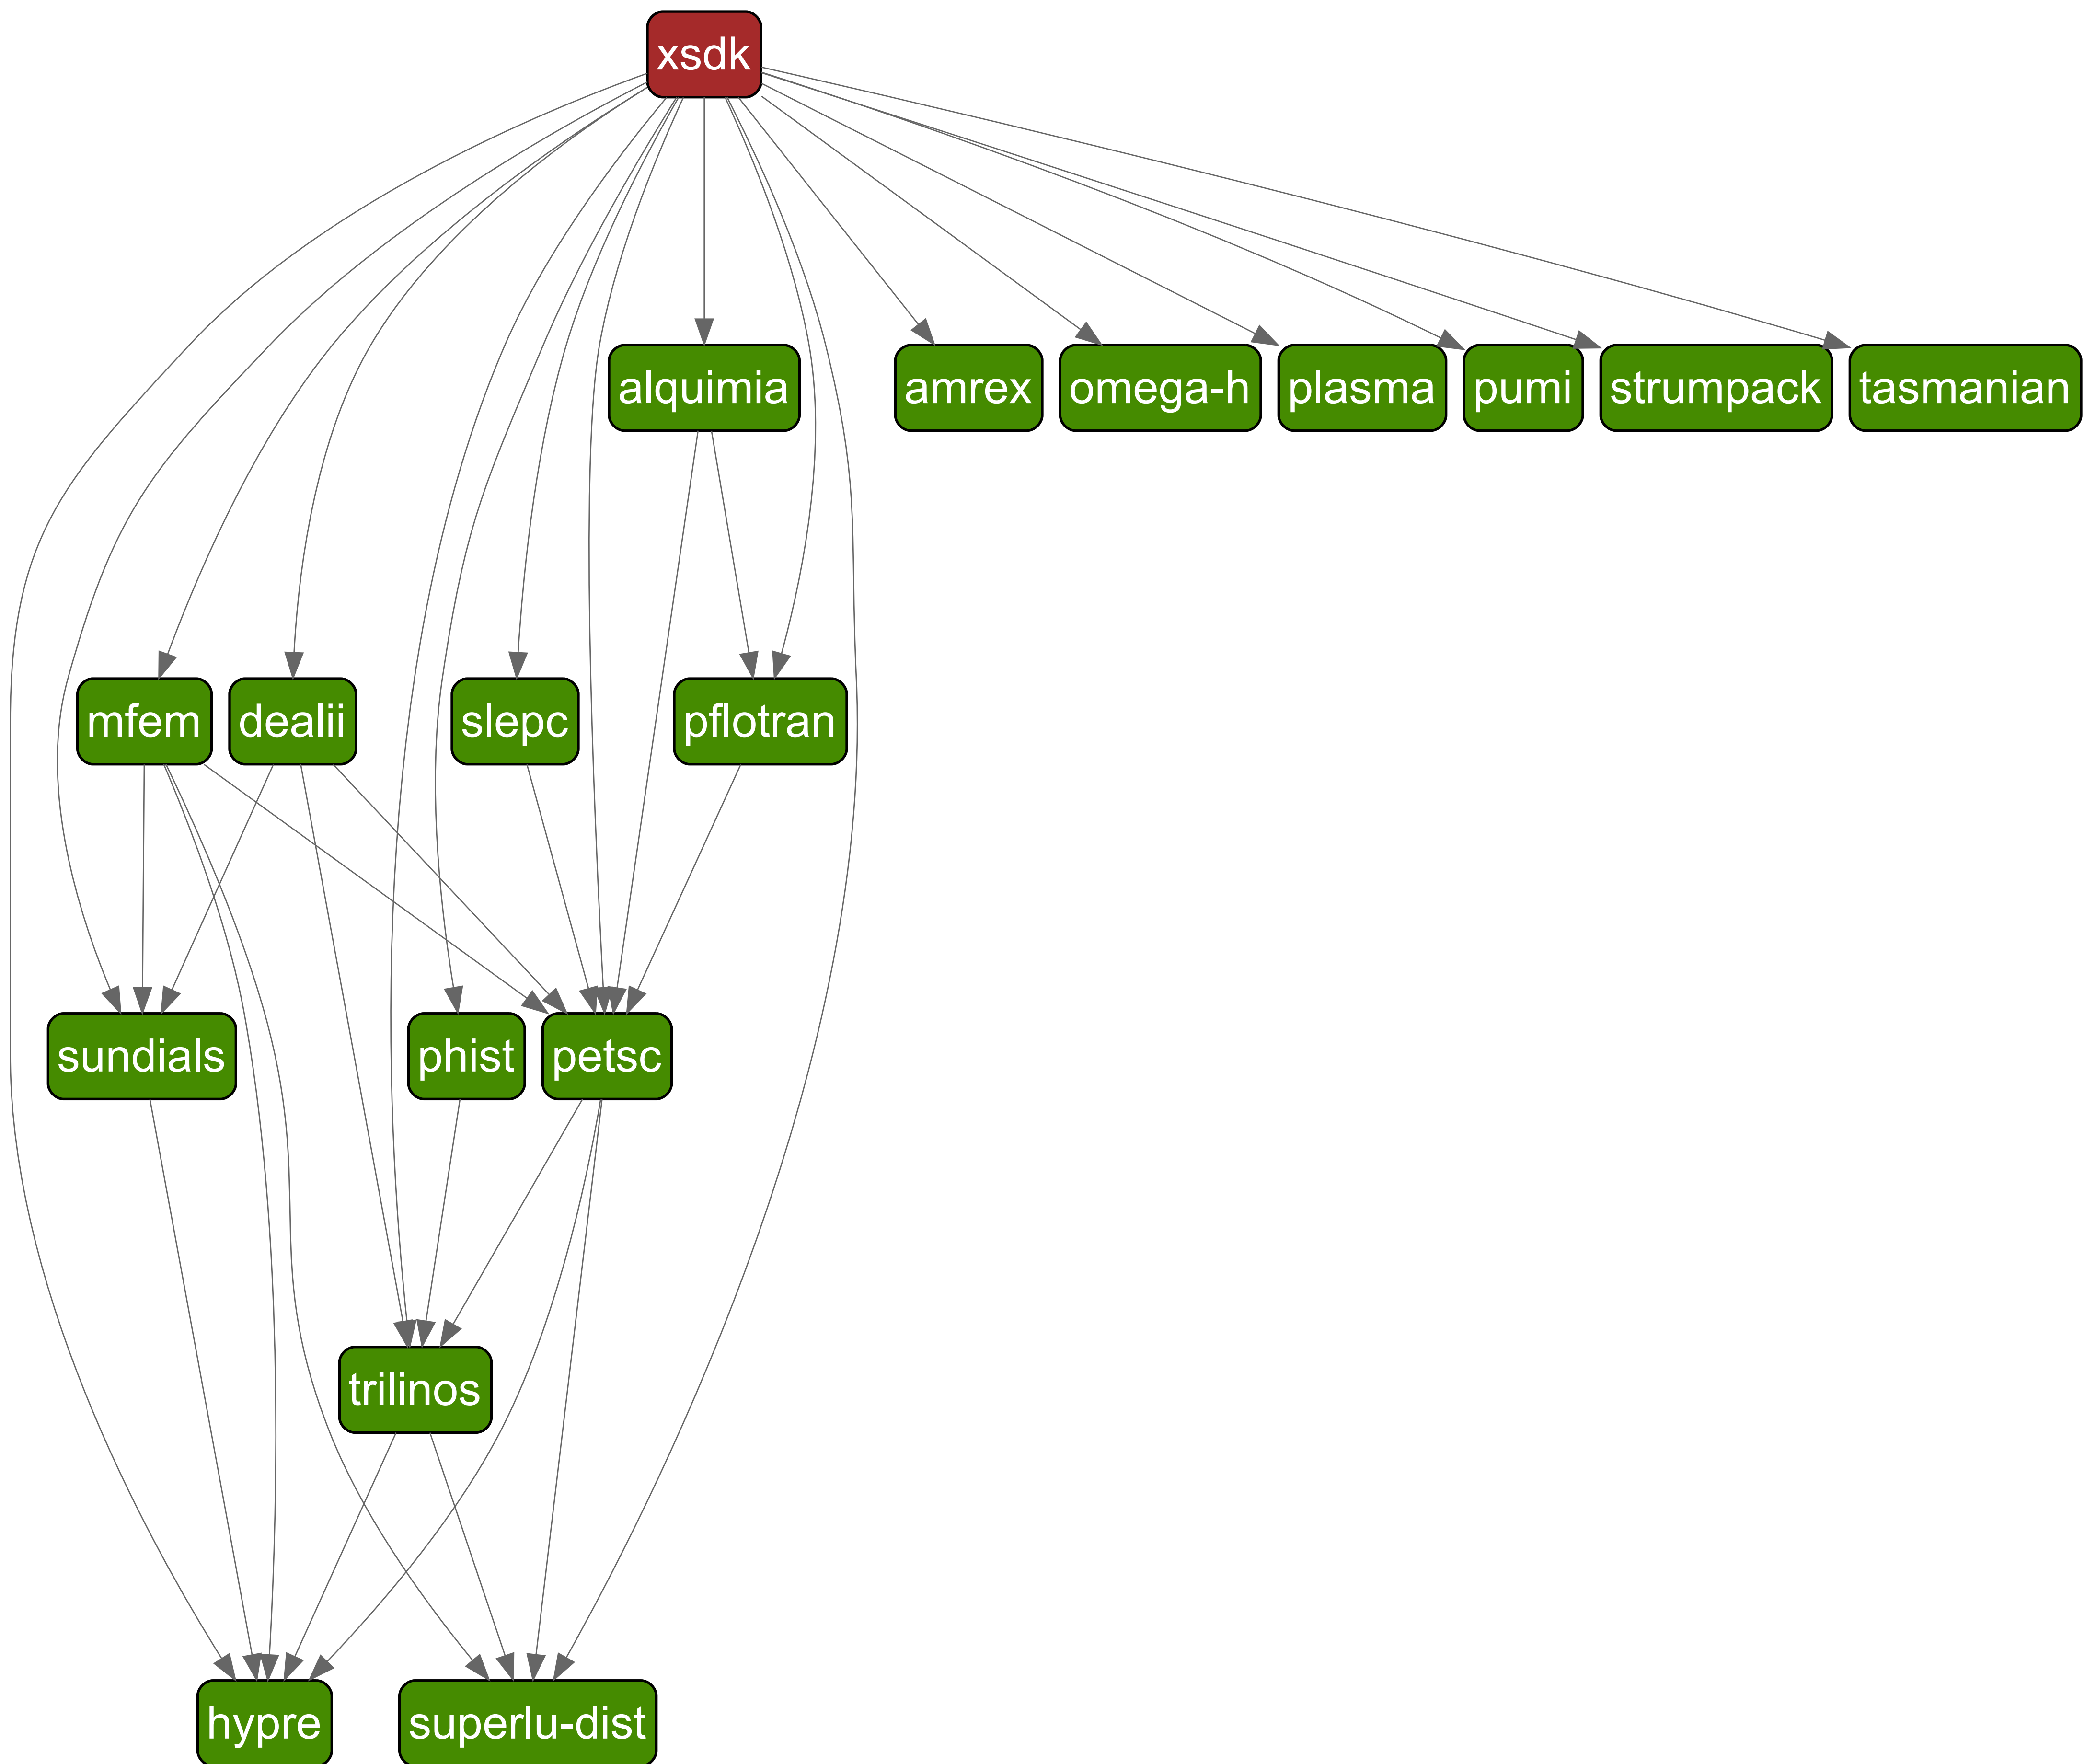 xsdk
alquimia
amrex
omega-h
plasma
pumi
strumpack
tasmanian
mfem
dealii
slepc
pflotran
sundials
phist
petsc
trilinos
hypre
superlu-dist